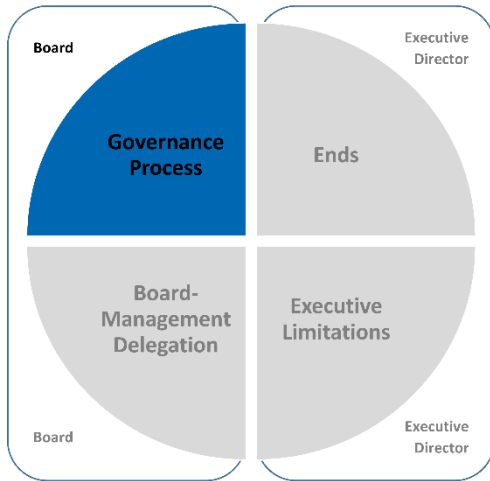 Board
Executive
Director
Governance
Process
Ends
Board-
Management
Delegation
Executive
Limitations
Board
Executive
Director